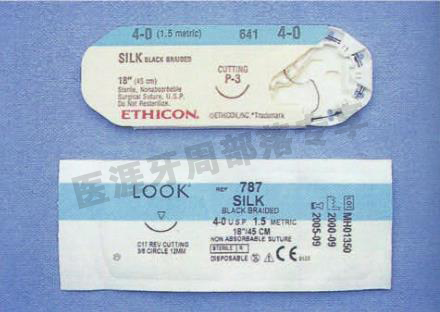 4-0 (1.5 metric) 641 4-0
SILK BLACK BRAIDED
CUTTING
P-3
18" (45 cm)
Sterile, Nonabsorbable
Surgical Suture, U.S.P.
Do Not Resterilize.
ETHICON
©ETHICON, INC. *Trademark
医涯牙周部落
LOOK
REF 787
SILK
BLACK BRAIDED
4-0 U.S.P. 1.5 METRIC
18"/45 CM
NON ABSORBABLE SUTURE
C17 REV CUTTING
3/8 CIRCLE 12MM
STERILE R
DISPOSABLE CE 0123
2005-09
2000-09
MH01350